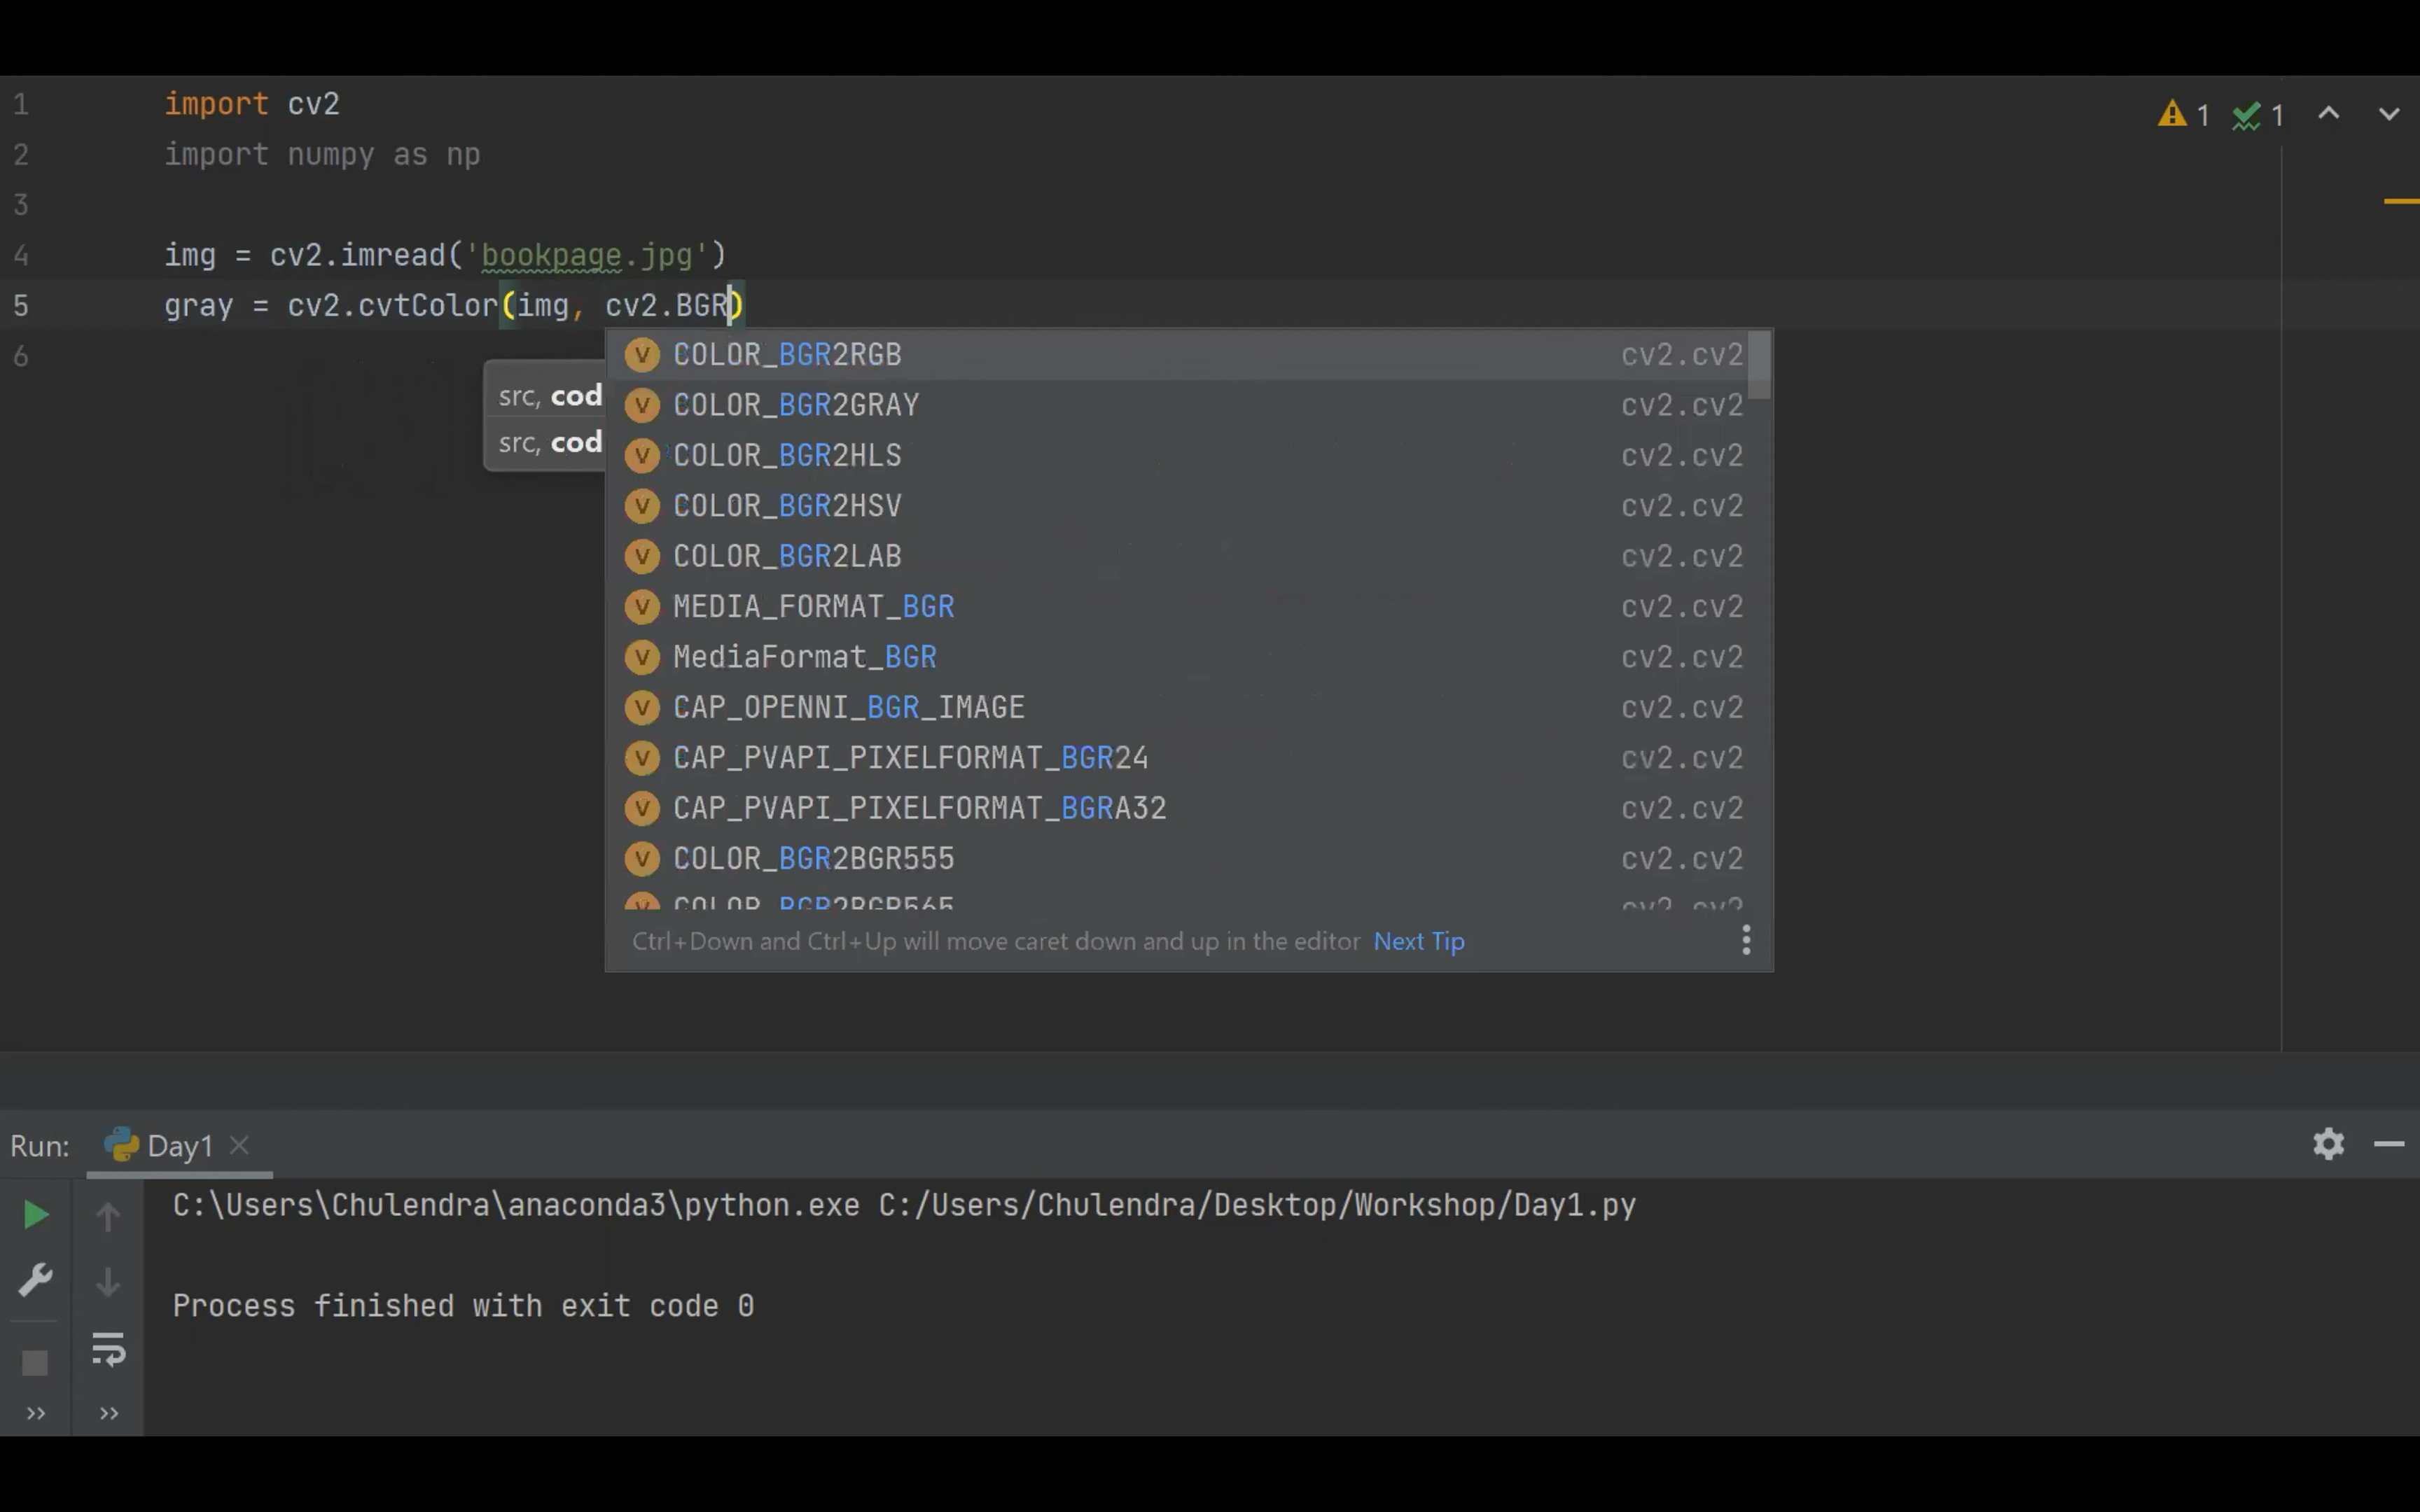 1 import cv2
2 import numpy as np
3
4 img = cv2.imread('bookpage.jpg')
5 gray = cv2.cvtColor(img, cv2.BGR)
6
1 1
src, cod
src, cod
COLOR_BGR2RGB cv2.cv2
COLOR_BGR2GRAY cv2.cv2
COLOR_BGR2HLS cv2.cv2
COLOR_BGR2HSV cv2.cv2
COLOR_BGR2LAB cv2.cv2
MEDIA_FORMAT_BGR cv2.cv2
MediaFormat_BGR cv2.cv2
CAP_OPENNI_BGR_IMAGE cv2.cv2
CAP_PVAPI_PIXELFORMAT_BGR24 cv2.cv2
CAP_PVAPI_PIXELFORMAT_BGRA32 cv2.cv2
COLOR_BGR2BGR555 cv2.cv2
COLOR_BGR2BGR565 cv2.cv2
Ctrl+Down and Ctrl+Up will move caret down and up in the editor Next Tip
Run: Day1
C:\Users\Chulendra\anaconda3\python.exe C:/Users/Chulendra/Desktop/Workshop/Day1.py
Process finished with exit code 0